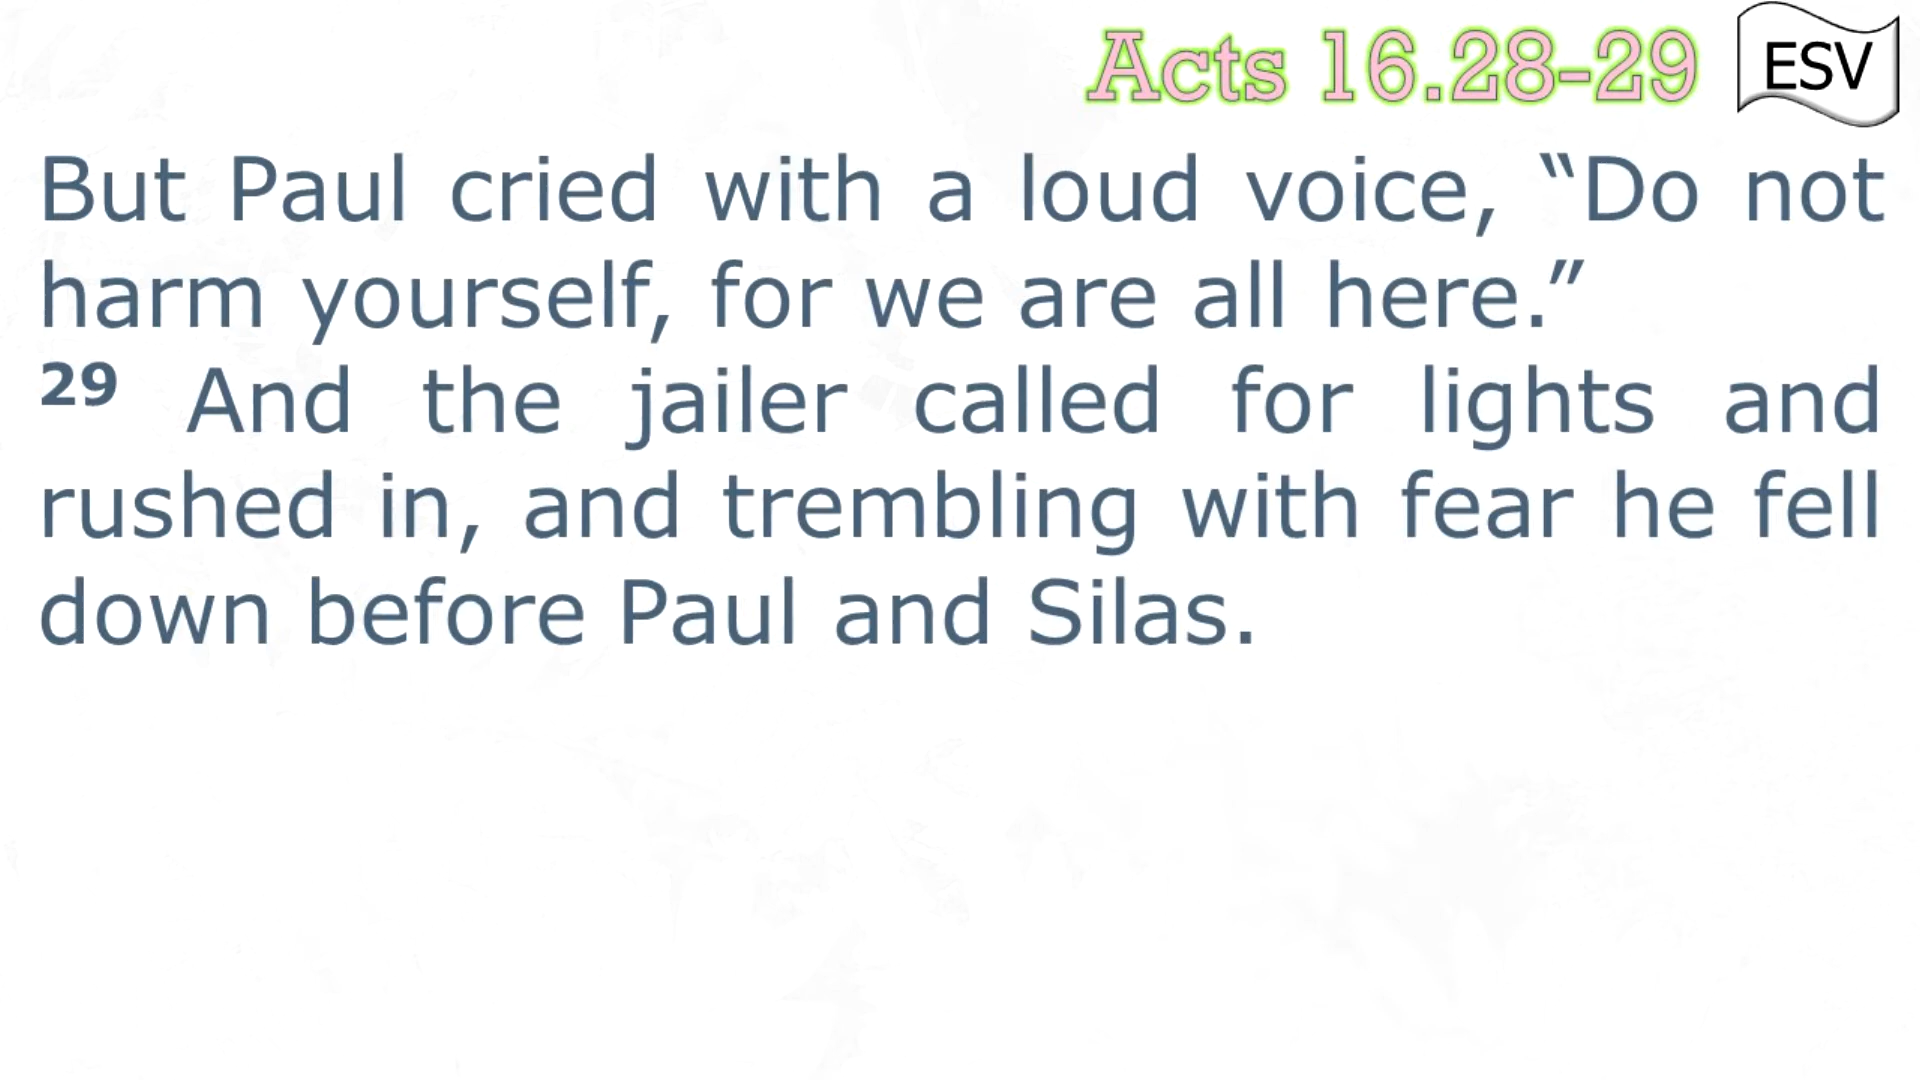 Acts 16.28-29 ESV
But Paul cried with a loud voice, “Do not
harm yourself, for we are all here.”
29 And the jailer called for lights and
rushed in, and trembling with fear he fell
down before Paul and Silas.